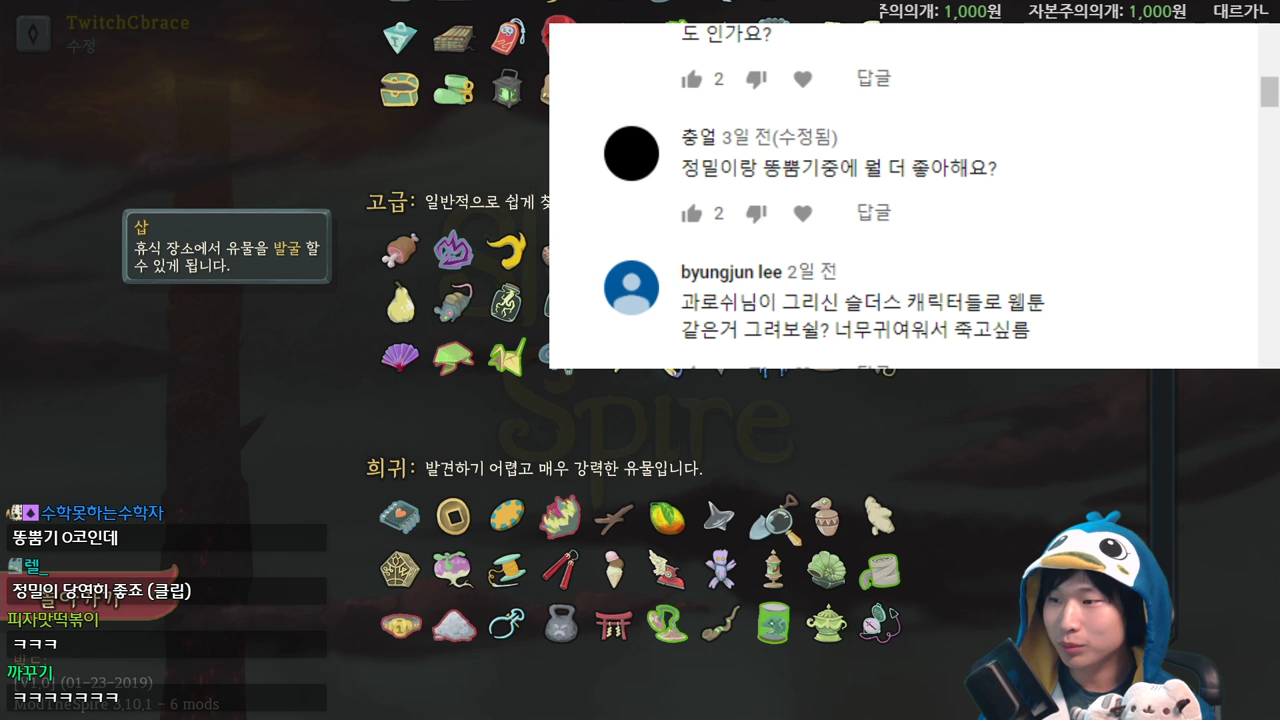 TwitchCbrace
수정
주의의개: 1,000원 자본주의의개: 1,000원 대르가
도 인가요?
2 답글
충얼 3일 전(수정됨)
정밀이랑 똥뿜기중에 뭘 더 좋아해요?
2 답글
byungjun lee 2일 전
과로쉬님이 그리신 슬더스 캐릭터들로 웹툰
같은거 그려보쉴? 너무귀여워서 죽고싶름
고급: 일반적으로 쉽게 찾
삽
휴식 장소에서 유물을 발굴 할
수 있게 됩니다.
Spire
희귀: 발견하기 어렵고 매우 강력한 유물입니다.
수학못하는수학자
똥뿜기 0코인데
렐_
정밀이 당연히 좋죠 (클립)
피자맛떡볶이
ㅋㅋㅋ
까꾸기
[V1.0] (01-23-2019)
ㅋㅋㅋㅋㅋㅋㅋ
ModTheSpire 3.10.1 - 6 mods